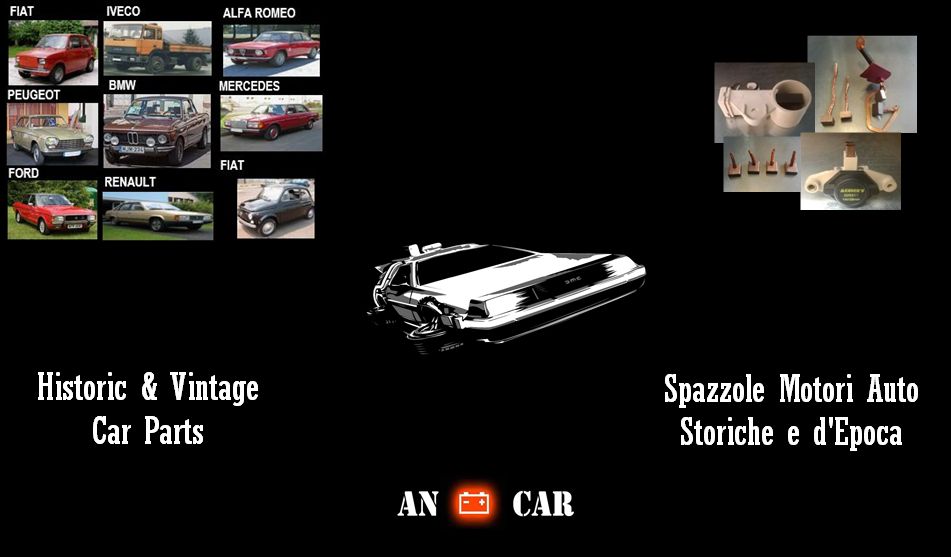 FIAT
IVECO
ALFA ROMEO
PEUGEOT
BMW
MERCEDES
FORD
RENAULT
FIAT
DMC
Historic & Vintage
Car Parts
Spazzole Motori Auto
Storiche e d'Epoca
AN CAR